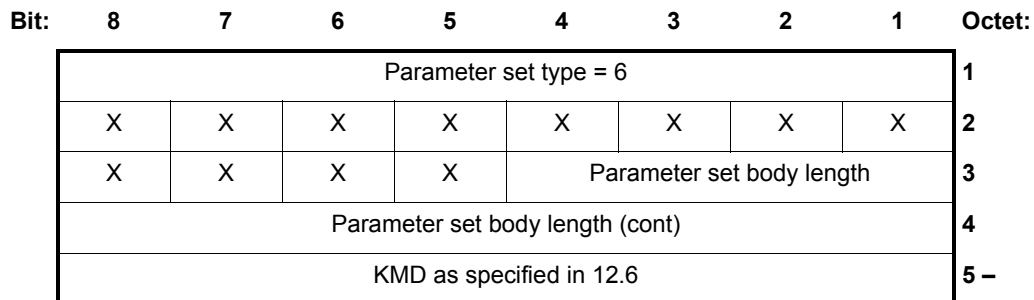 Bit: 8 7 6 5 4 3 2 1 Octet:
Parameter set type = 6 1
X X X X X X X X 2
X X X X Parameter set body length 3
Parameter set body length (cont) 4
KMD as specified in 12.6 5 –